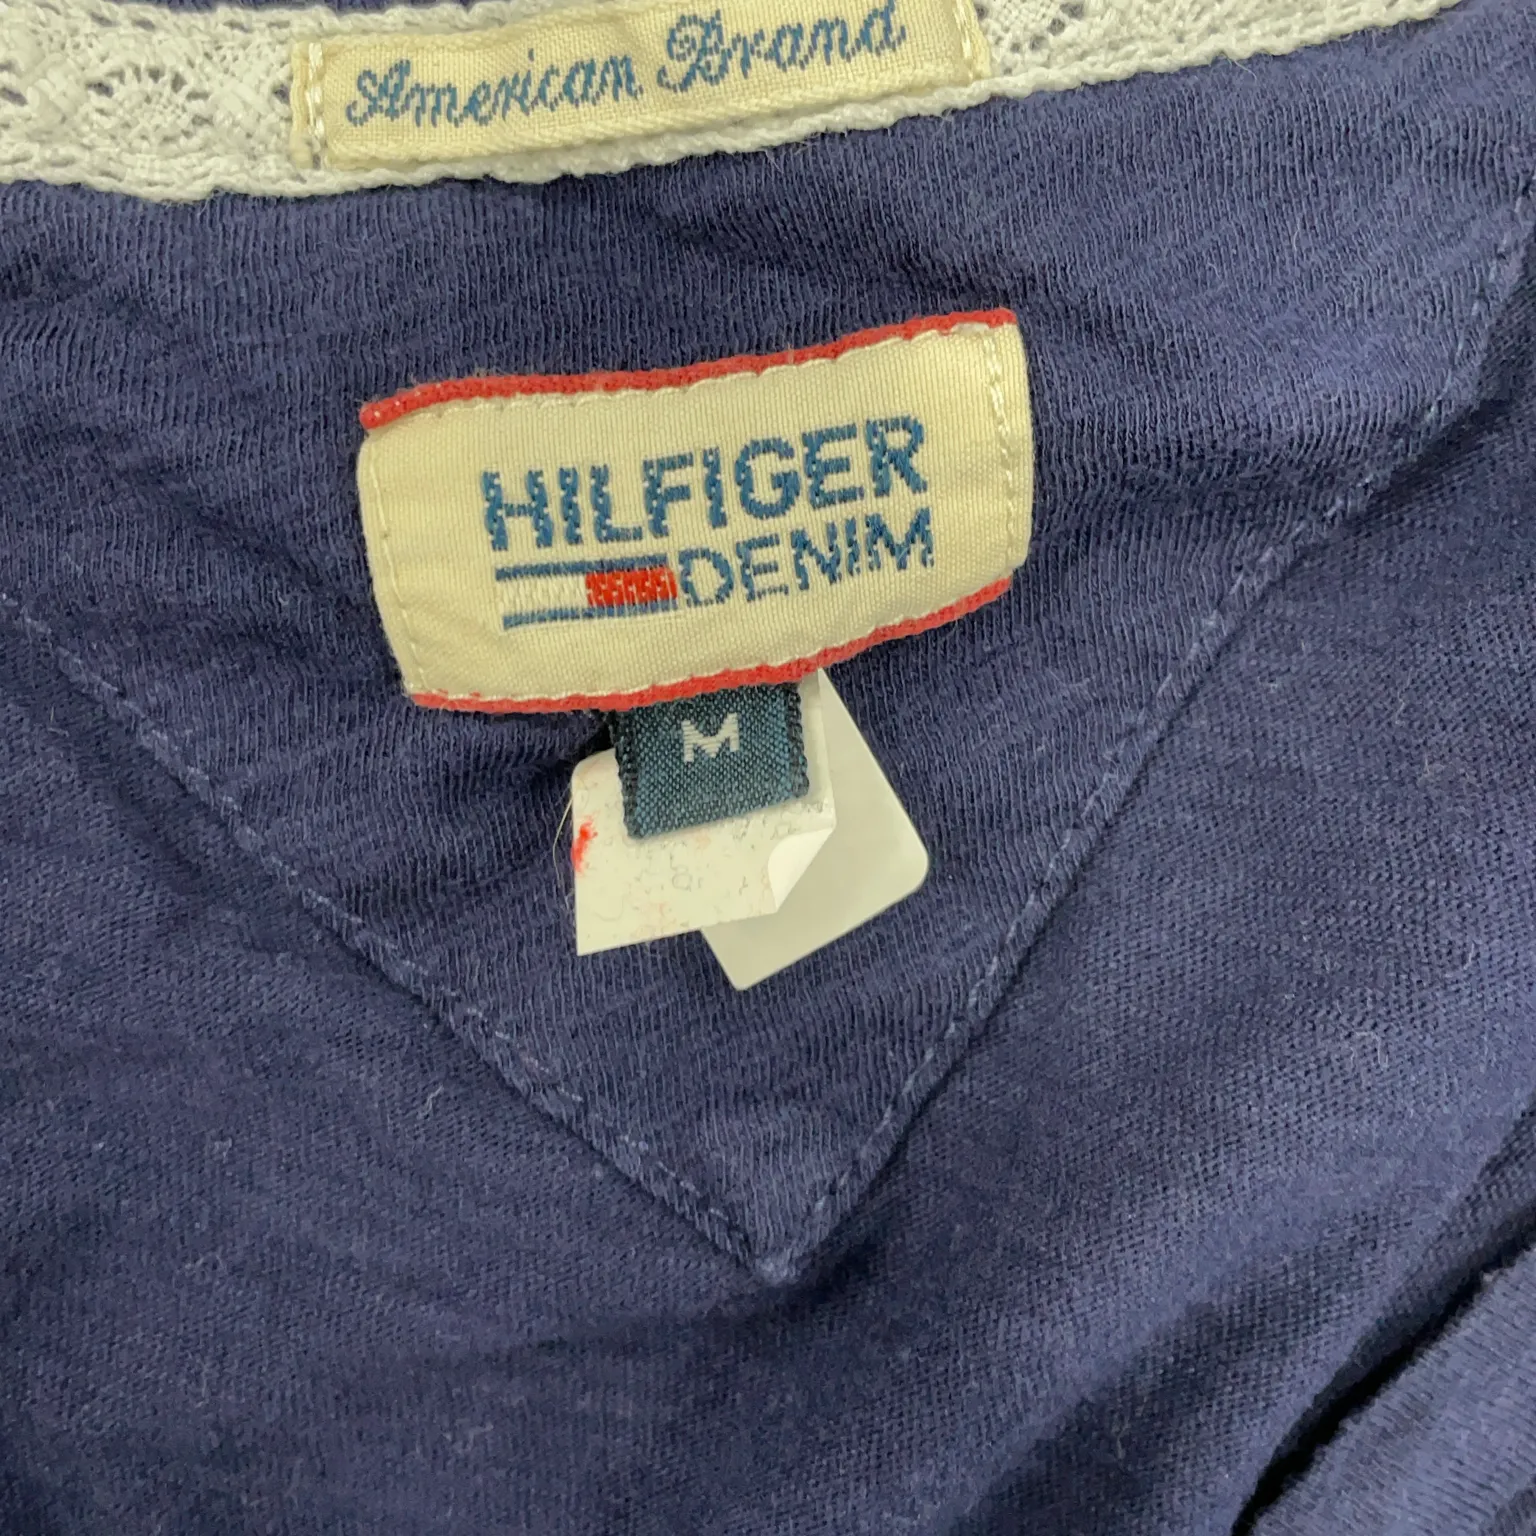 American Brand
HILFIGER
DENIM
M